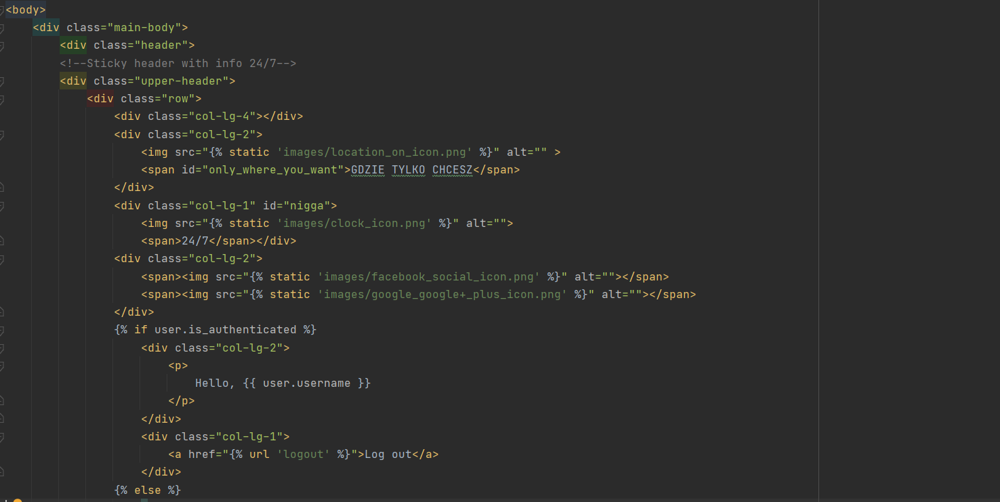 <body>
<div class="main-body">
<div class="header">
<!--Sticky header with info 24/7-->
<div class="upper-header">
<div class="row">
<div class="col-lg-4"></div>
<div class="col-lg-2">
<img src="{% static 'images/location_on_icon.png' %}" alt="" >
<span id="only_where_you_want">GDZIE TYLKO CHCESZ</span>
</div>
<div class="col-lg-1" id="nigga">
<img src="{% static 'images/clock_icon.png' %}" alt="">
<span>24/7</span></div>
<div class="col-lg-2">
<span><img src="{% static 'images/facebook_social_icon.png' %}" alt=""></span>
<span><img src="{% static 'images/google_google+_plus_icon.png' %}" alt=""></span>
</div>
{% if user.is_authenticated %}
<div class="col-lg-2">
<p>
Hello, {{ user.username }}
</p>
</div>
<div class="col-lg-1">
<a href="{% url 'logout' %}">Log out</a>
</div>
{% else %}